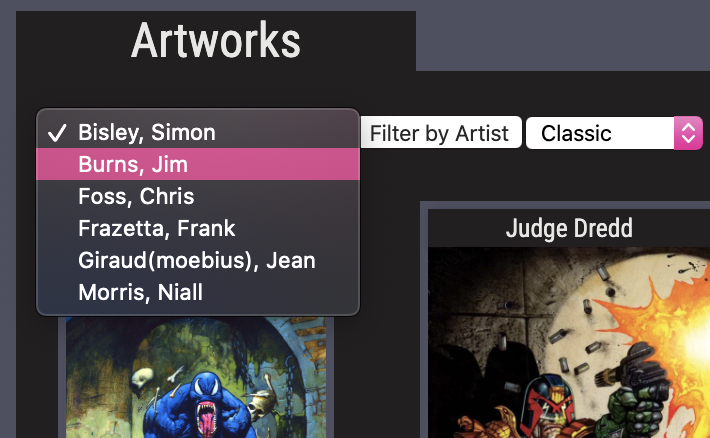 Artworks
✓ Bisley, Simon
Burns, Jim
Foss, Chris
Frazetta, Frank
Giraud(moebius), Jean
Morris, Niall
Filter by Artist
Classic
Judge Dredd